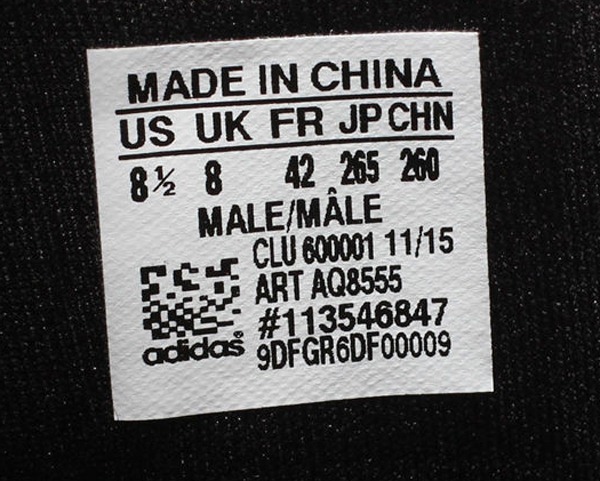 MADE IN CHINA
US UK FR JP CHN
8½ 8 42 265 260
MALE/MÂLE
CLU 600001 11/15
ART AQ8555
#113546847
adidas® 9DFGR6DF00009